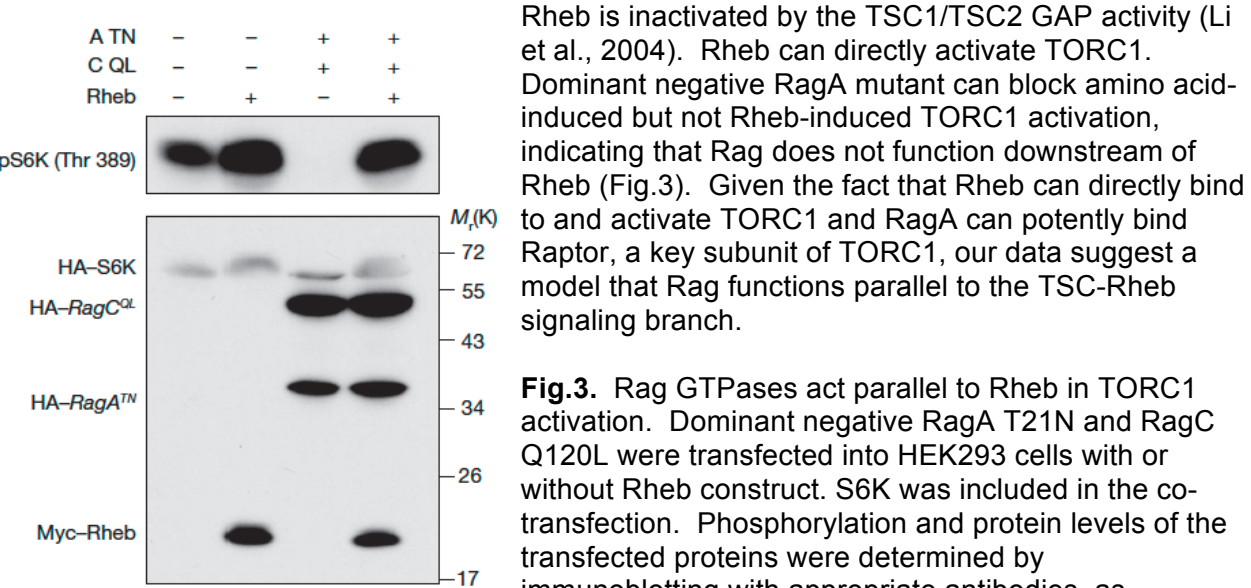 A TN – – + +
C QL – – + +
Rheb – + – +
pS6K (Thr 389)
Mr(K)
HA–S6K
72
HA–RagCQL
55
43
HA–RagATN
34
26
Myc–Rheb
17
Rheb is inactivated by the TSC1/TSC2 GAP activity (Li
et al., 2004). Rheb can directly activate TORC1.
Dominant negative RagA mutant can block amino acid-
induced but not Rheb-induced TORC1 activation,
indicating that Rag does not function downstream of
Rheb (Fig.3). Given the fact that Rheb can directly bind
to and activate TORC1 and RagA can potently bind
Raptor, a key subunit of TORC1, our data suggest a
model that Rag functions parallel to the TSC-Rheb
signaling branch.
Fig.3. Rag GTPases act parallel to Rheb in TORC1
activation. Dominant negative RagA T21N and RagC
Q120L were transfected into HEK293 cells with or
without Rheb construct. S6K was included in the co-
transfection. Phosphorylation and protein levels of the
transfected proteins were determined by
immunoblotting with appropriate antibodies, as